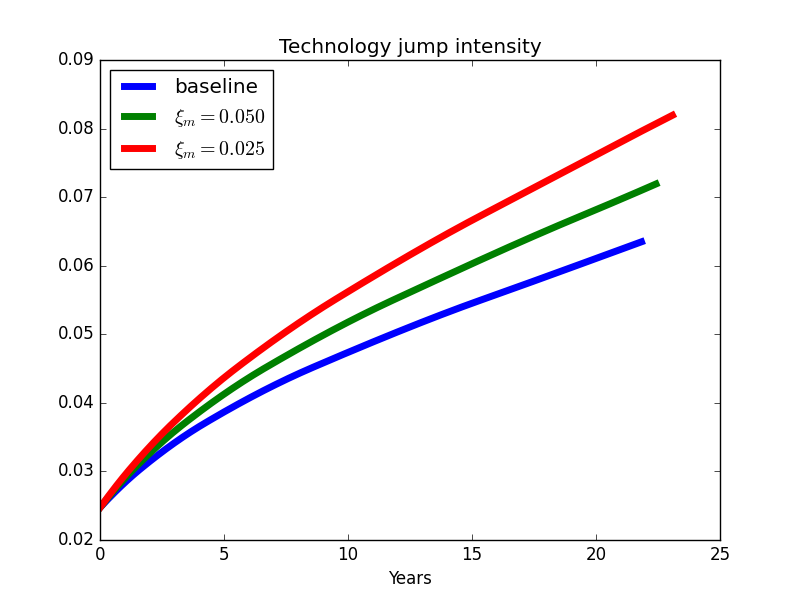 Technology jump intensity
0.09
0.08
0.07
0.06
0.05
0.04
0.03
0.02
baseline
ξₘ = 0.050
ξₘ = 0.025
0 5 10 15 20 25
Years